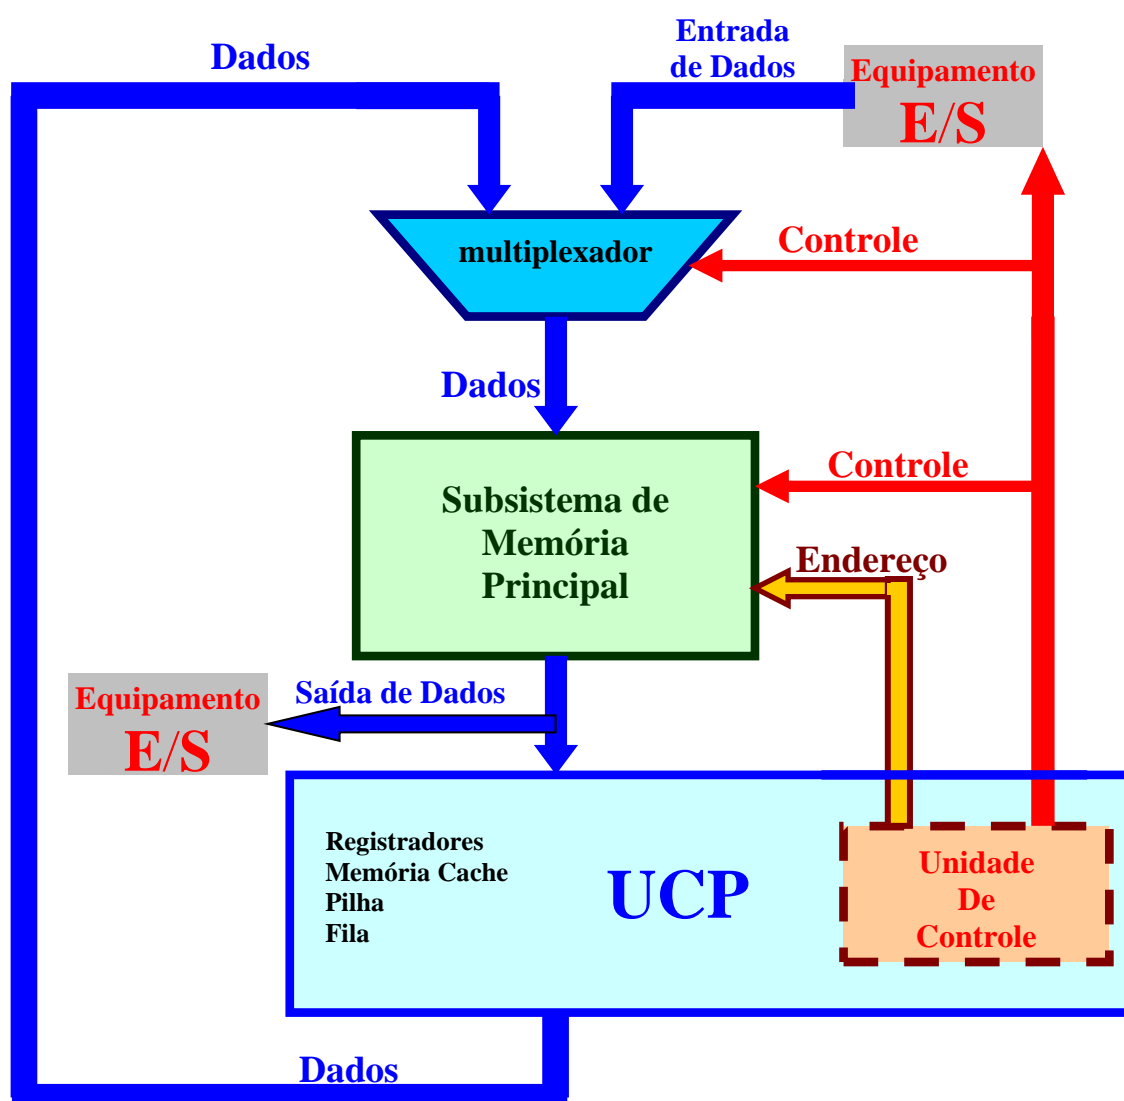 Dados
Entrada
de Dados
Equipamento
E/S
multiplexador
Controle
Dados
Controle
Subsistema de
Memória
Principal
Endereço
Equipamento
E/S
Saída de Dados
Registradores
Memória Cache
Pilha
Fila
UCP
Unidade
De
Controle
Dados